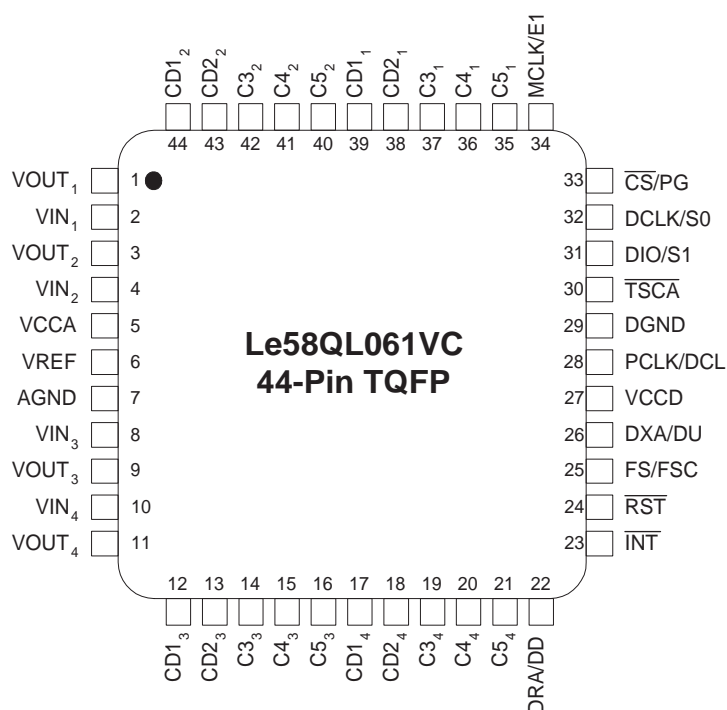 CD1₂ CD2₂ C3₂ C4₂ C5₂ CD1₁ CD2₁ C3₁ C4₁ C5₁ MCLK/E1
44 43 42 41 40 39 38 37 36 35 34
VOUT₁ 1 33 C̅S̅/PG
VIN₁ 2 32 DCLK/S0
VOUT₂ 3 31 DIO/S1
VIN₂ 4 30 T̅S̅C̅A̅
VCCA 5 29 DGND
VREF 6 28 PCLK/DCL
AGND 7 27 VCCD
VIN₃ 8 26 DXA/DU
VOUT₃ 9 25 FS/FSC
VIN₄ 10 24 R̅S̅T̅
VOUT₄ 11 23 I̅N̅T̅
Le58QL061VC
44-Pin TQFP
12 13 14 15 16 17 18 19 20 21 22
CD1₃ CD2₃ C3₃ C4₃ C5₃ CD1₄ CD2₄ C3₄ C4₄ C5₄ DRA/DD